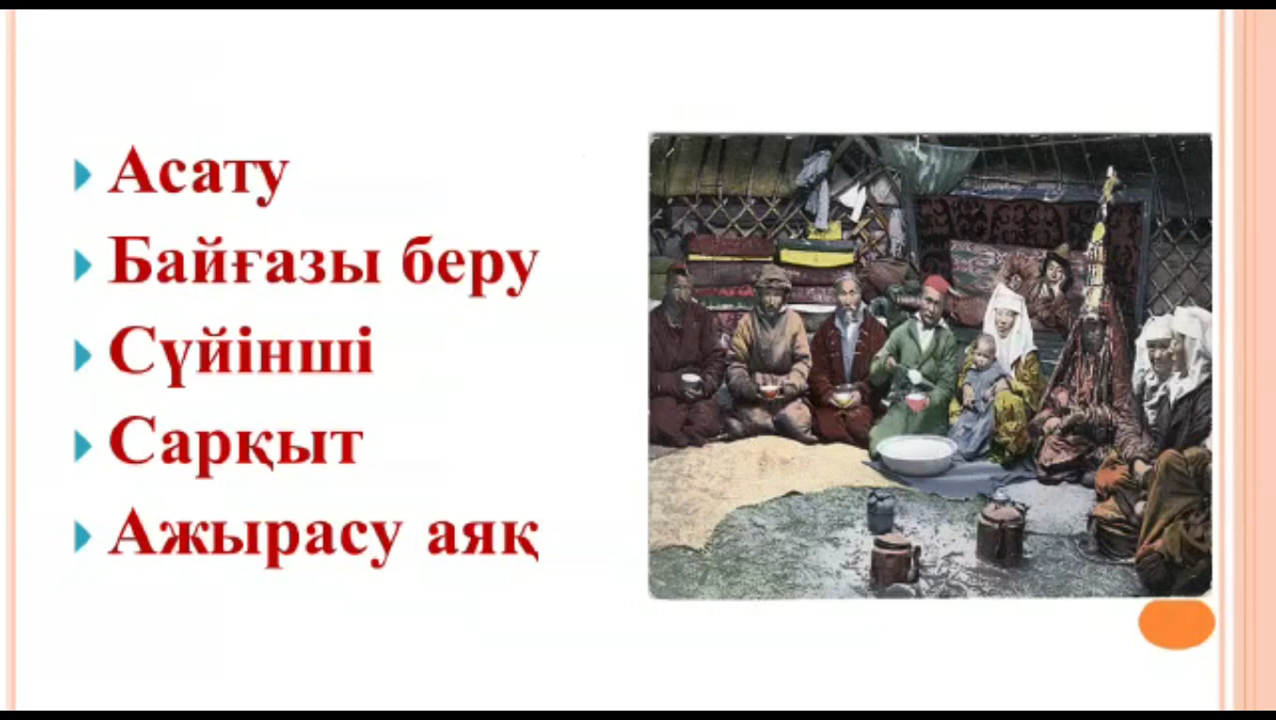 Асату
Байғазы беру
Сүйінші
Сарқыт
Ажырасу аяқ